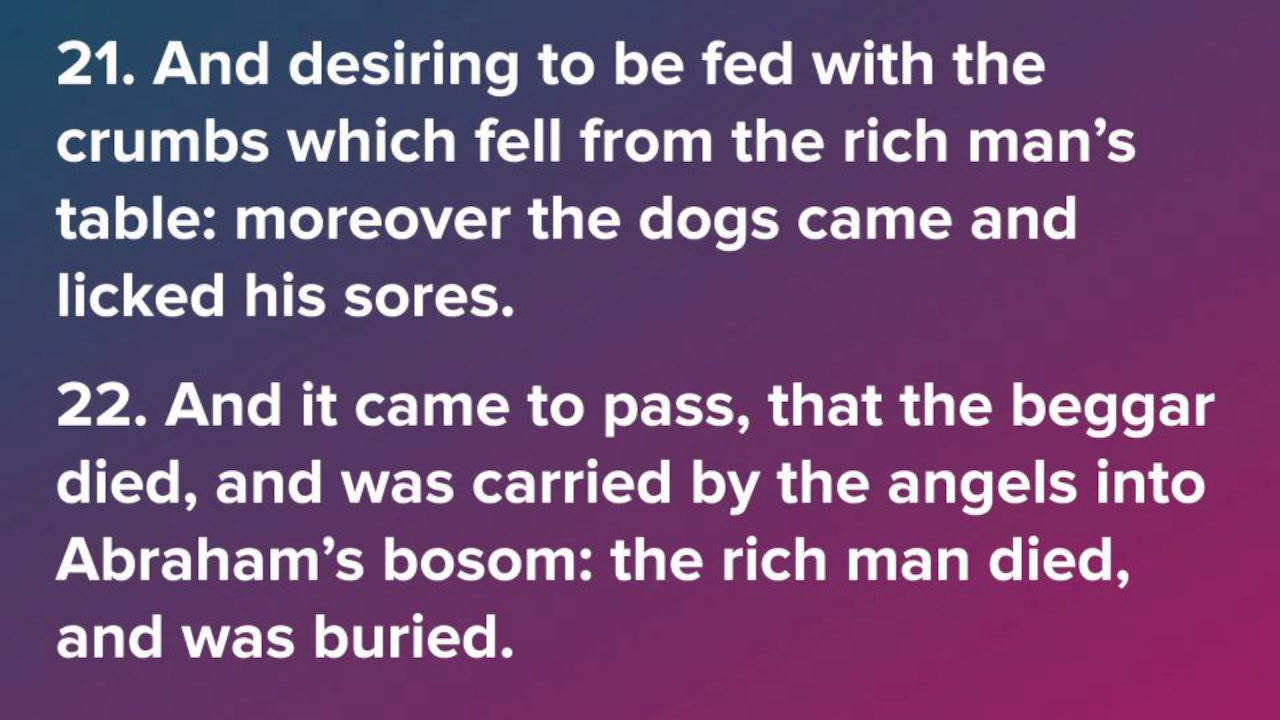 21. And desiring to be fed with the
crumbs which fell from the rich man’s
table: moreover the dogs came and
licked his sores.
22. And it came to pass, that the beggar
died, and was carried by the angels into
Abraham’s bosom: the rich man died,
and was buried.